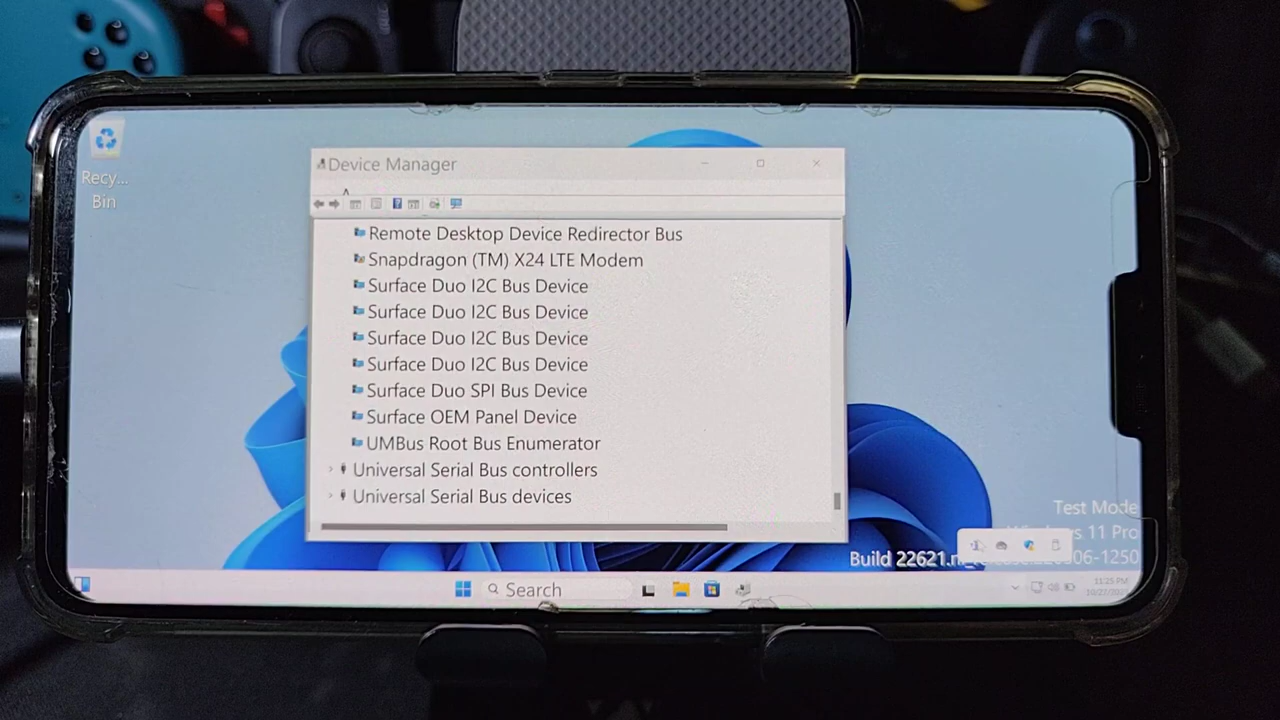 Recy...
Bin
Device Manager
Remote Desktop Device Redirector Bus
Snapdragon (TM) X24 LTE Modem
Surface Duo I2C Bus Device
Surface Duo I2C Bus Device
Surface Duo I2C Bus Device
Surface Duo I2C Bus Device
Surface Duo SPI Bus Device
Surface OEM Panel Device
UMBus Root Bus Enumerator
Universal Serial Bus controllers
Universal Serial Bus devices
Test Mode
11 Pro
Build 22621.
Search
11:25 PM